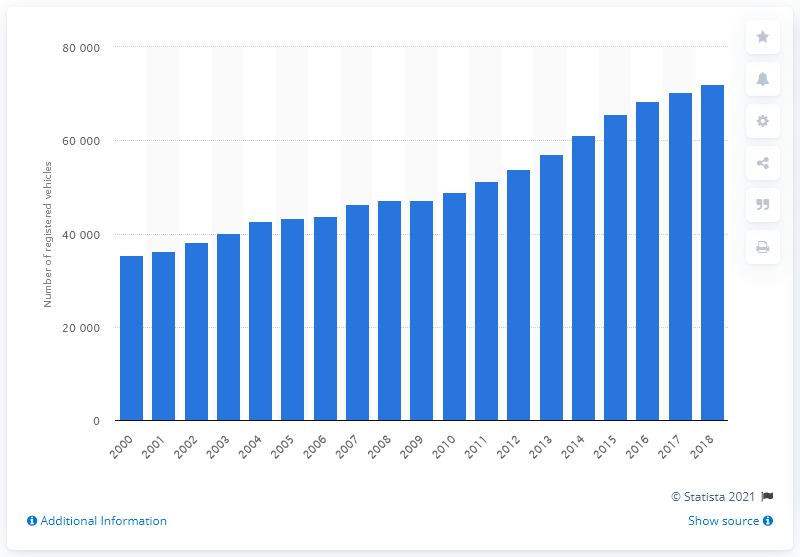 80 000
60 000
40 000
20 000
0
Number of registered vehicles
2000 2001 2002 2003 2004 2005 2006 2007 2008 2009 2010 2011 2012 2013 2014 2015 2016 2017 2018
© Statista 2021
Additional Information
Show source